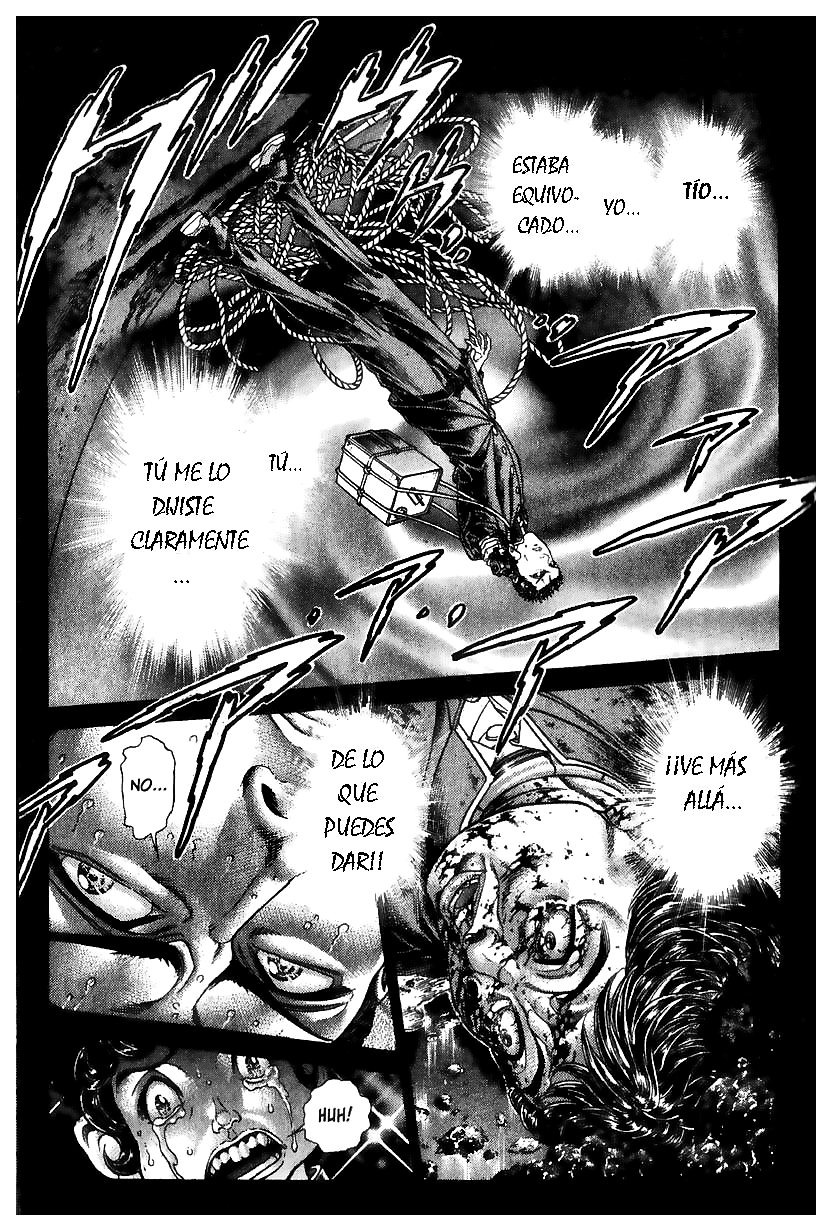 TÍO...
YO...
ESTABA
EQUIVO-
CADO...
TÚ...
TÚ ME LO
DIJISTE
CLARAMENTE
...
¡¡VE MÁS
ALLÁ...
DE LO
QUE
PUEDES
DAR!!
NO...
HUH!